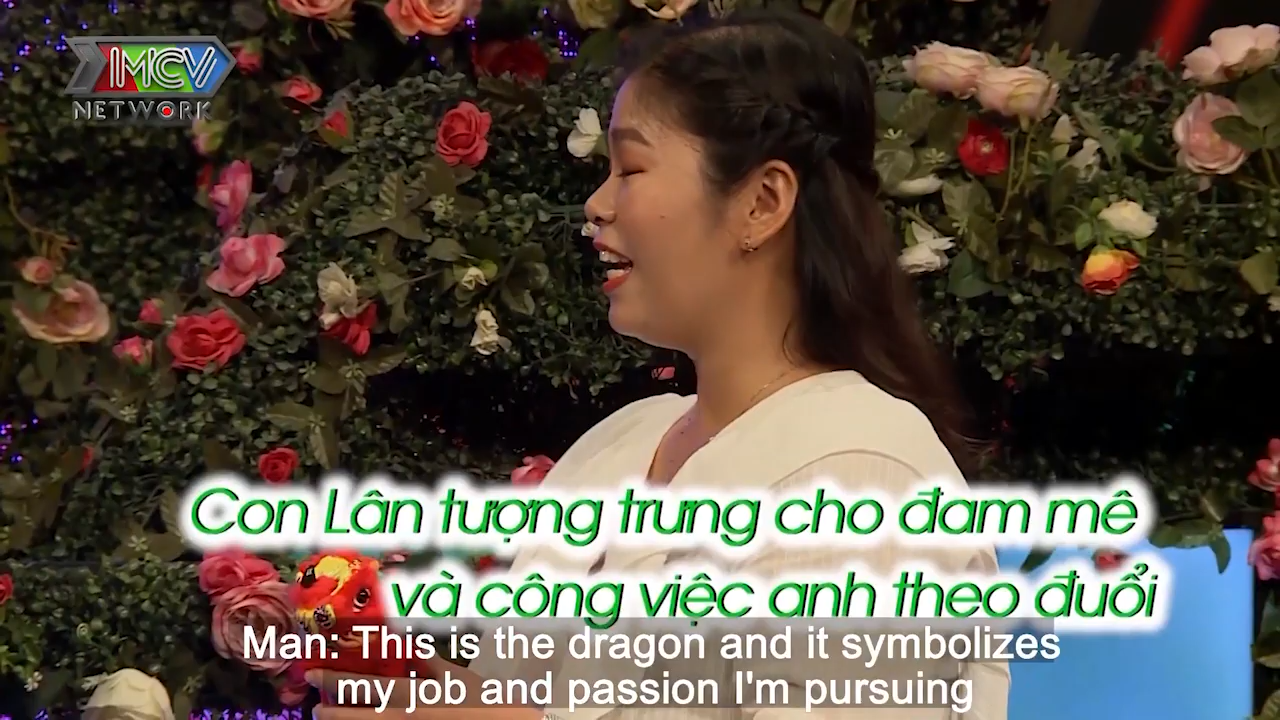 MCV
NETWORK
Con Lân tượng trưng cho đam mê
và công việc anh theo đuổi
Man: This is the dragon and it symbolizes
my job and passion I'm pursuing